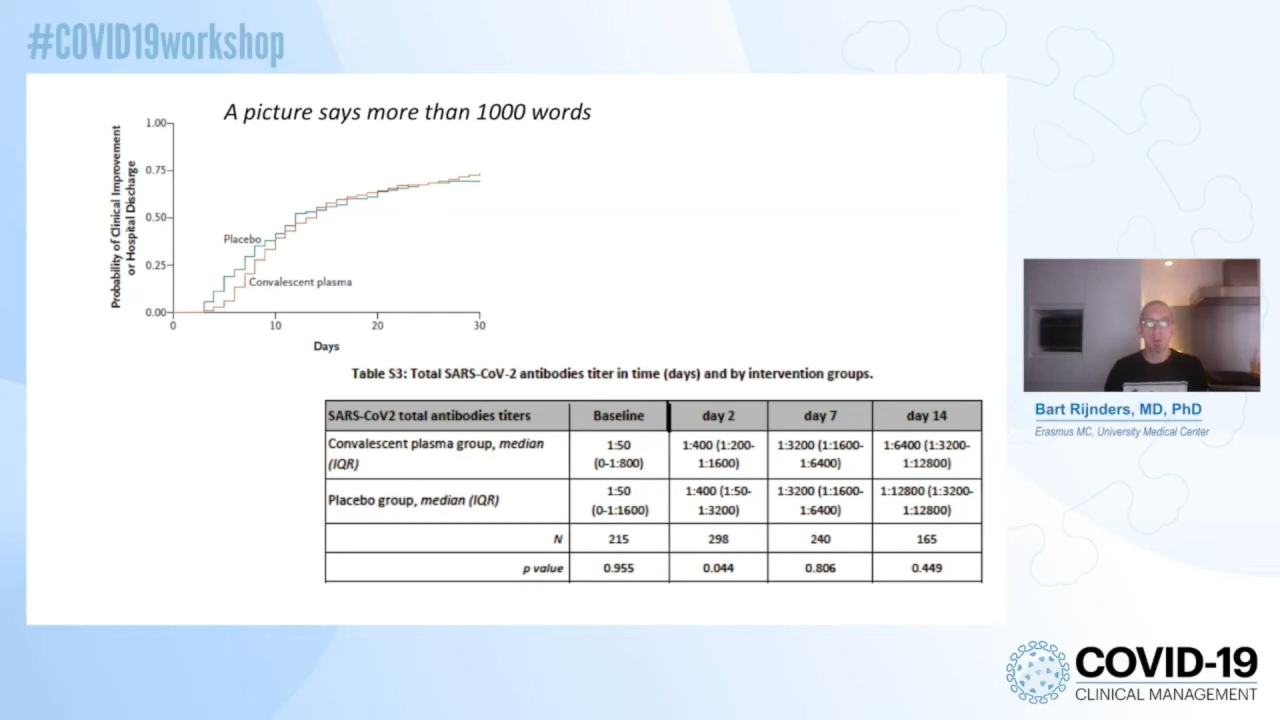 #COVID19workshop
A picture says more than 1000 words
Probability of Clinical Improvement
or Hospital Discharge
1.00
0.75
0.50
0.25
0.00
Placebo
Convalescent plasma
0 10 20 30
Days
Table S3: Total SARS-CoV-2 antibodies titer in time (days) and by intervention groups.
SARS-CoV2 total antibodies titers Baseline day 2 day 7 day 14
Convalescent plasma group, median 1:50 1:400 (1:200- 1:3200 (1:1600- 1:6400 (1:3200-
(IQR) (0-1:800) 1:1600) 1:6400) 1:12800)
Placebo group, median (IQR) 1:50 1:400 (1:50- 1:3200 (1:1600- 1:12800 (1:3200-
(0-1:1600) 1:3200) 1:6400) 1:12800)
N 215 298 240 165
p value 0.955 0.044 0.806 0.449
Bart Rijnders, MD, PhD
Erasmus MC, University Medical Center
COVID-19
CLINICAL MANAGEMENT